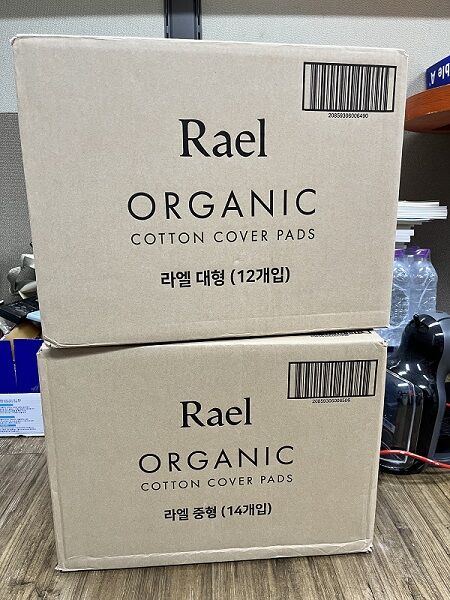 20859306006490
Rael
ORGANIC
COTTON COVER PADS
라엘 대형 (12개입)
Rael
ORGANIC
COTTON COVER PADS
라엘 중형 (14개입)